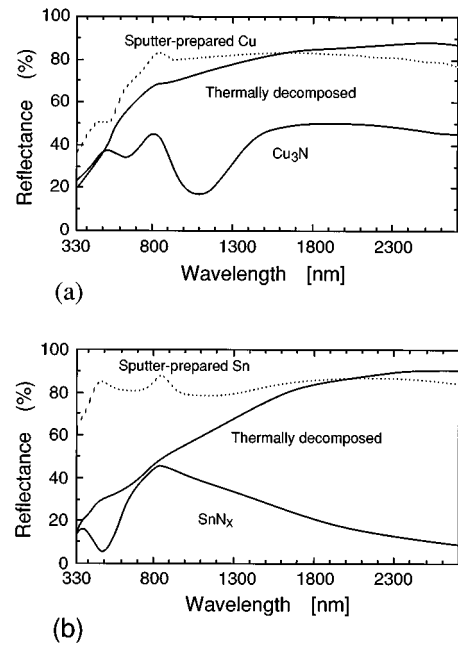 100
Sputter-prepared Cu
80
Thermally decomposed
60
Reflectance (%)
40
Cu₃N
20
0
330 800 1300 1800 2300
Wavelength [nm]
(a)
100
Sputter-prepared Sn
80
60
Thermally decomposed
Reflectance (%)
40
20
SnNₓ
0
330 800 1300 1800 2300
Wavelength [nm]
(b)